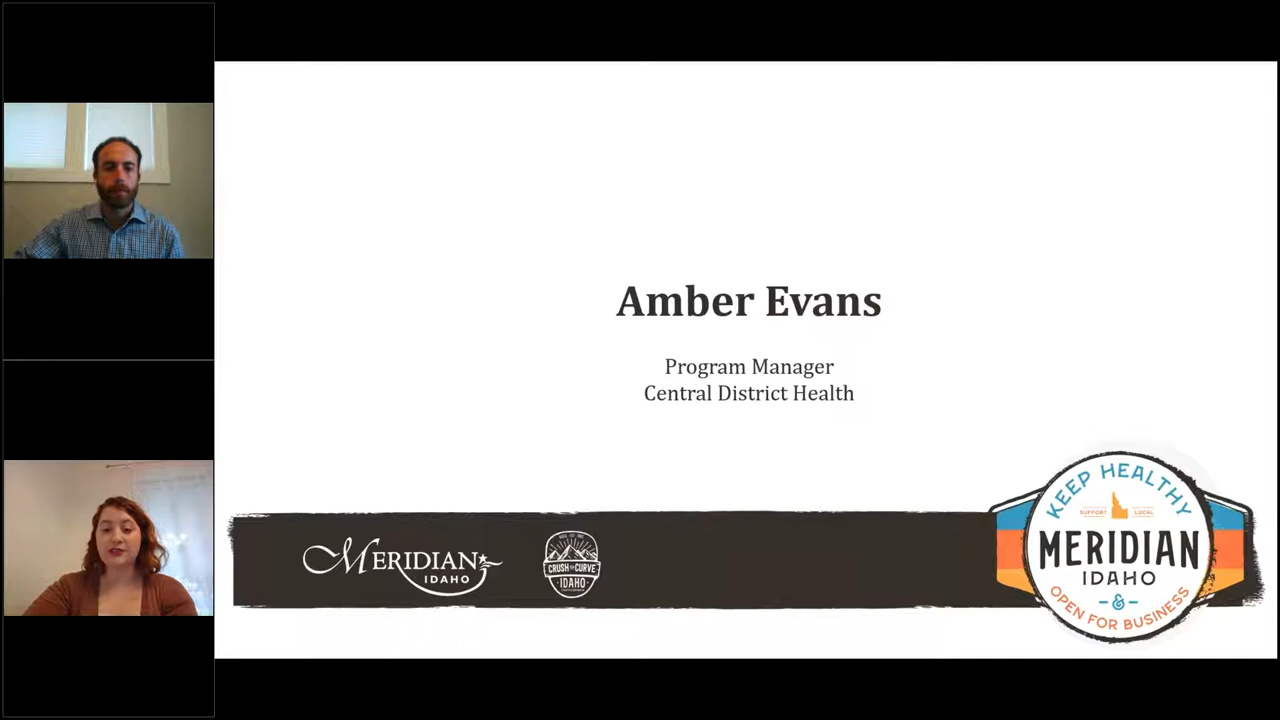 Amber Evans
Program Manager
Central District Health
MERIDIAN
IDAHO
CRUSH THE CURVE
IDAHO
KEEP HEALTHY
SUPPORT LOCAL
MERIDIAN
IDAHO
&
OPEN FOR BUSINESS